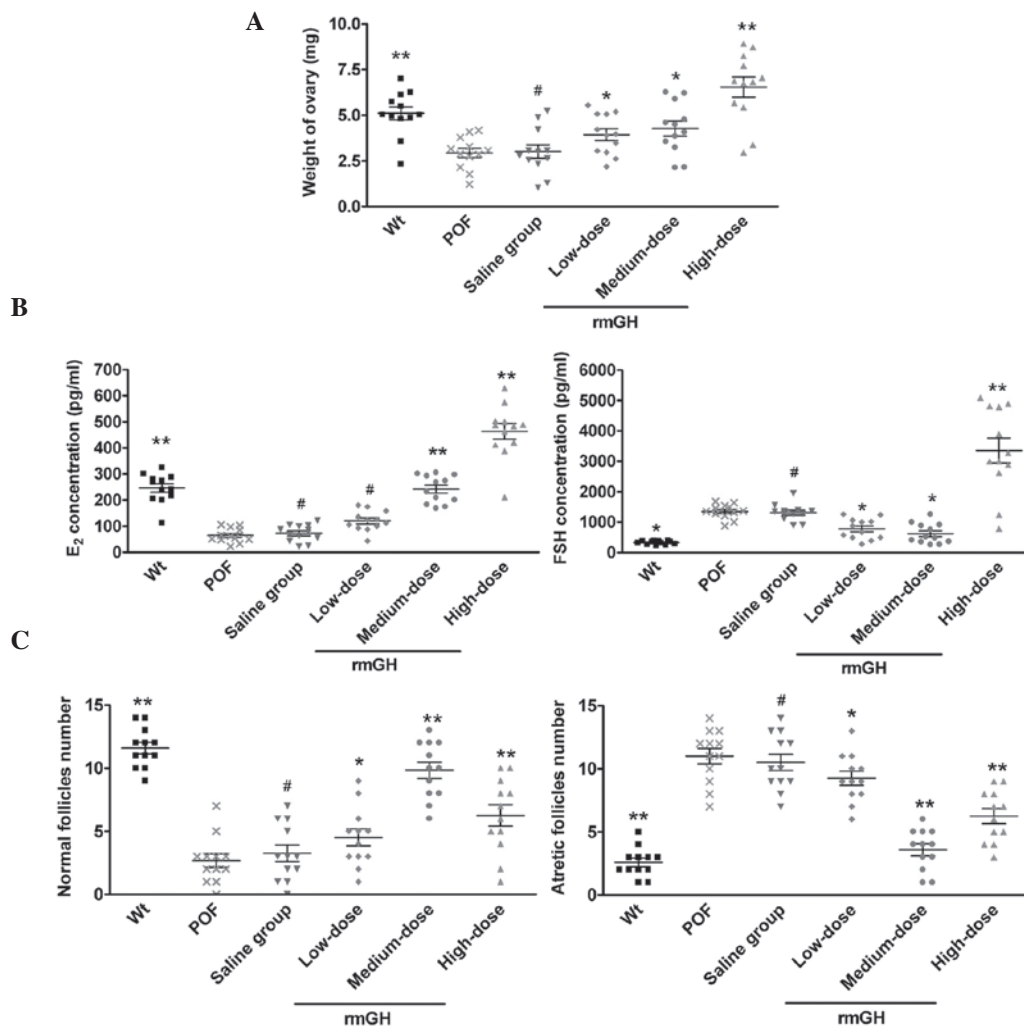 A
Weight of ovary (mg)
10.0
7.5
5.0
2.5
0.0
**
#
*
*
**
Wt
POF
Saline group
Low-dose
Medium-dose
High-dose
rmGH
B
E2 concentration (pg/ml)
700
600
500
400
300
200
100
0
**
#
#
**
**
Wt
POF
Saline group
Low-dose
Medium-dose
High-dose
rmGH
FSH concentration (pg/ml)
6000
5000
4000
3000
2000
1000
0
*
#
*
*
**
Wt
POF
Saline group
Low-dose
Medium-dose
High-dose
rmGH
C
Normal follicles number
15
10
5
0
**
#
*
**
**
Wt
POF
Saline group
Low-dose
Medium-dose
High-dose
rmGH
Atretic follicles number
15
10
5
0
**
#
*
**
**
Wt
POF
Saline group
Low-dose
Medium-dose
High-dose
rmGH